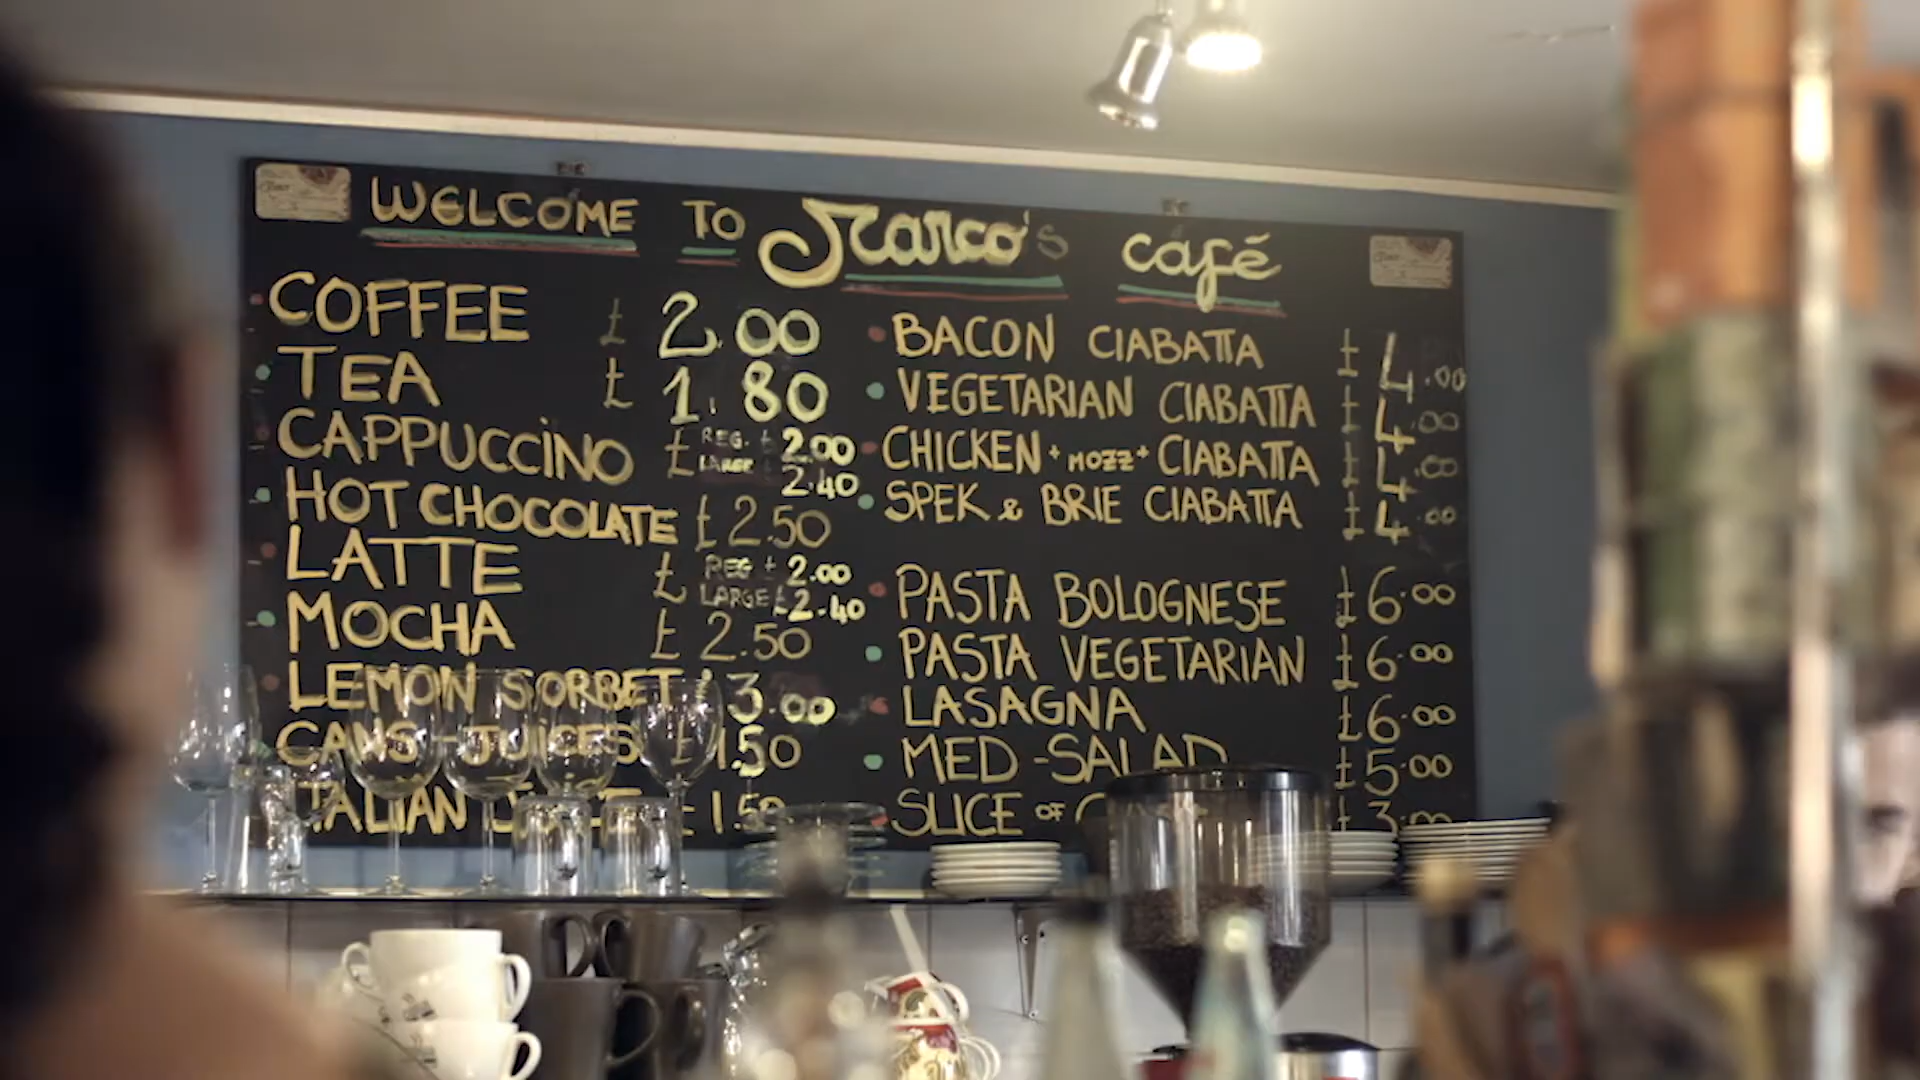 WELCOME TO Marco's café
COFFEE £ 2.00
TEA £ 1.80
CAPPUCCINO £ REG. £ 2.00
LARGE £ 2.40
HOT CHOCOLATE £ 2.50
LATTE £ REG £ 2.00
LARGE £ 2.40
MOCHA £ 2.50
LEMON SORBET £ 3.00
CANS - JUICES £ 1.50
ITALIAN £ 1.50
BACON CIABATTA £ 4.00
VEGETARIAN CIABATTA £ 4.00
CHICKEN + MOZZ + CIABATTA £ 4.00
SPEK & BRIE CIABATTA £ 4.00
PASTA BOLOGNESE £ 6.00
PASTA VEGETARIAN £ 6.00
LASAGNA £ 6.00
MED - SALAD £ 5.00
SLICE OF £ 3.00